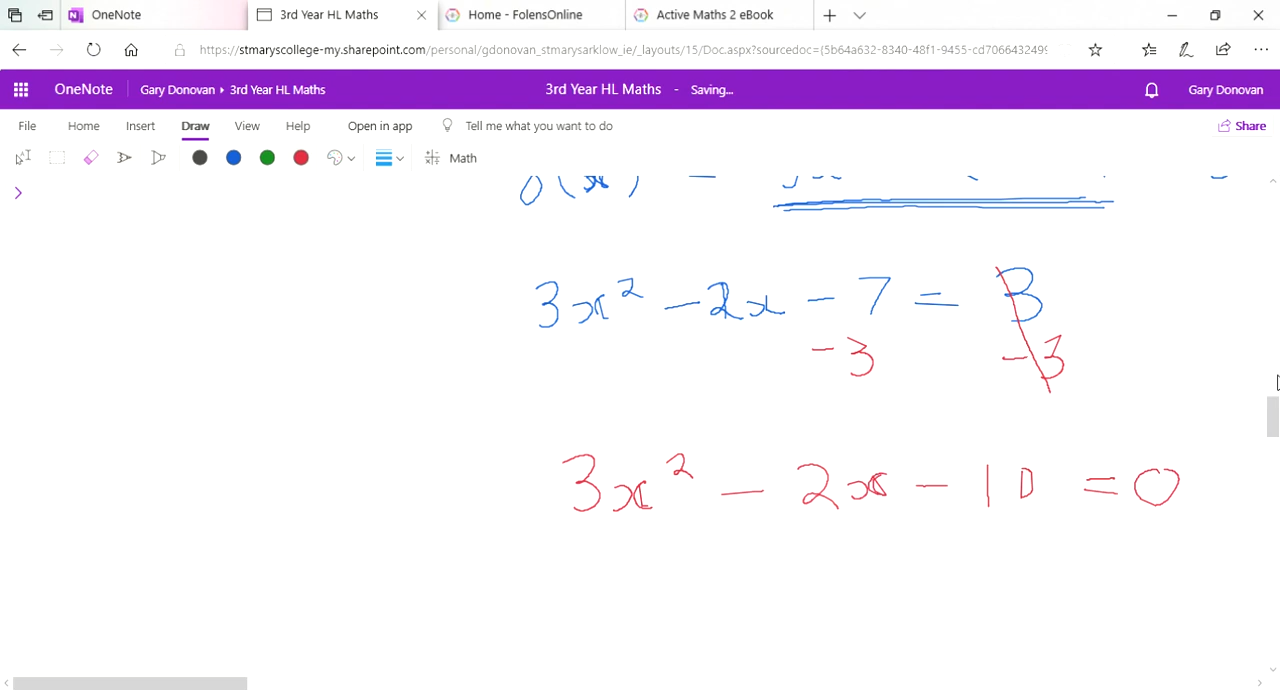 OneNote
3rd Year HL Maths
Home - FolensOnline
Active Maths 2 eBook
https://stmaryscollege-my.sharepoint.com/personal/gdonovan_stmarysarklow_ie/_layouts/15/Doc.aspx?sourcedoc={5b64a632-8340-48f1-9455-cd7066432499
OneNote
Gary Donovan › 3rd Year HL Maths
3rd Year HL Maths - Saving...
Gary Donovan
File Home Insert Draw View Help Open in app Tell me what you want to do Share
Math
3x² - 2x - 7 = 3
-3 -3
3x² - 2x - 10 = 0